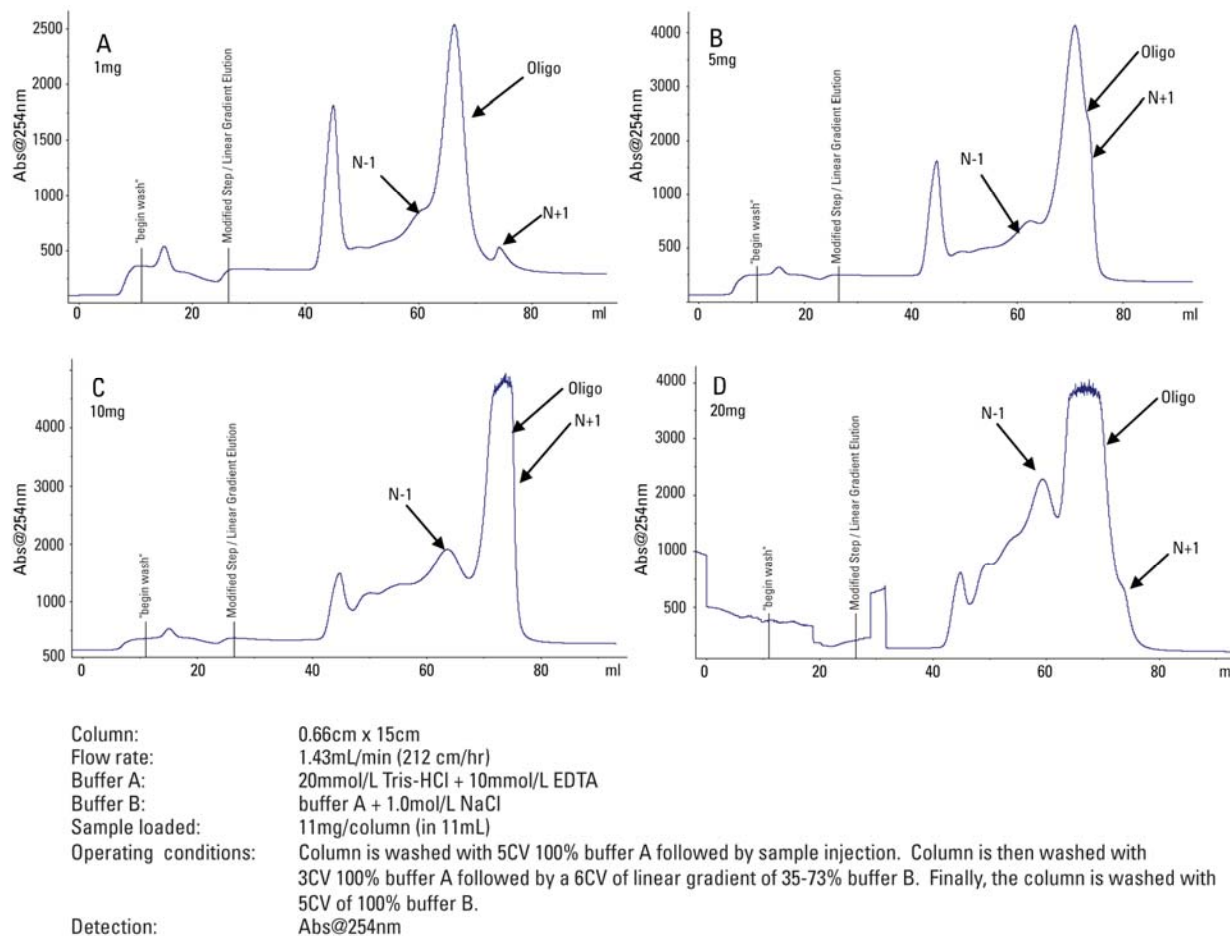 A
1mg
Abs@254nm
2500
2000
1500
1000
500
"begin wash"
Modified Step / Linear Gradient Elution
N-1
Oligo
N+1
0
20
40
60
80
ml
B
5mg
Abs@254nm
4000
3000
2000
1000
500
"begin wash"
Modified Step / Linear Gradient Elution
N-1
Oligo
N+1
0
20
40
60
80
ml
C
10mg
Abs@254nm
4000
3000
2000
1000
500
"begin wash"
Modified Step / Linear Gradient Elution
N-1
Oligo
N+1
0
20
40
60
80
ml
D
20mg
Abs@254nm
4000
3000
2000
1000
500
"begin wash"
Modified Step / Linear Gradient Elution
N-1
Oligo
N+1
0
20
40
60
80
m
Column: 0.66cm x 15cm
Flow rate: 1.43mL/min (212 cm/hr)
Buffer A: 20mmol/L Tris-HCl + 10mmol/L EDTA
Buffer B: buffer A + 1.0mol/L NaCl
Sample loaded: 11mg/column (in 11mL)
Operating conditions: Column is washed with 5CV 100% buffer A followed by sample injection. Column is then washed with
3CV 100% buffer A followed by a 6CV of linear gradient of 35-73% buffer B. Finally, the column is washed with
5CV of 100% buffer B.
Detection: Abs@254nm